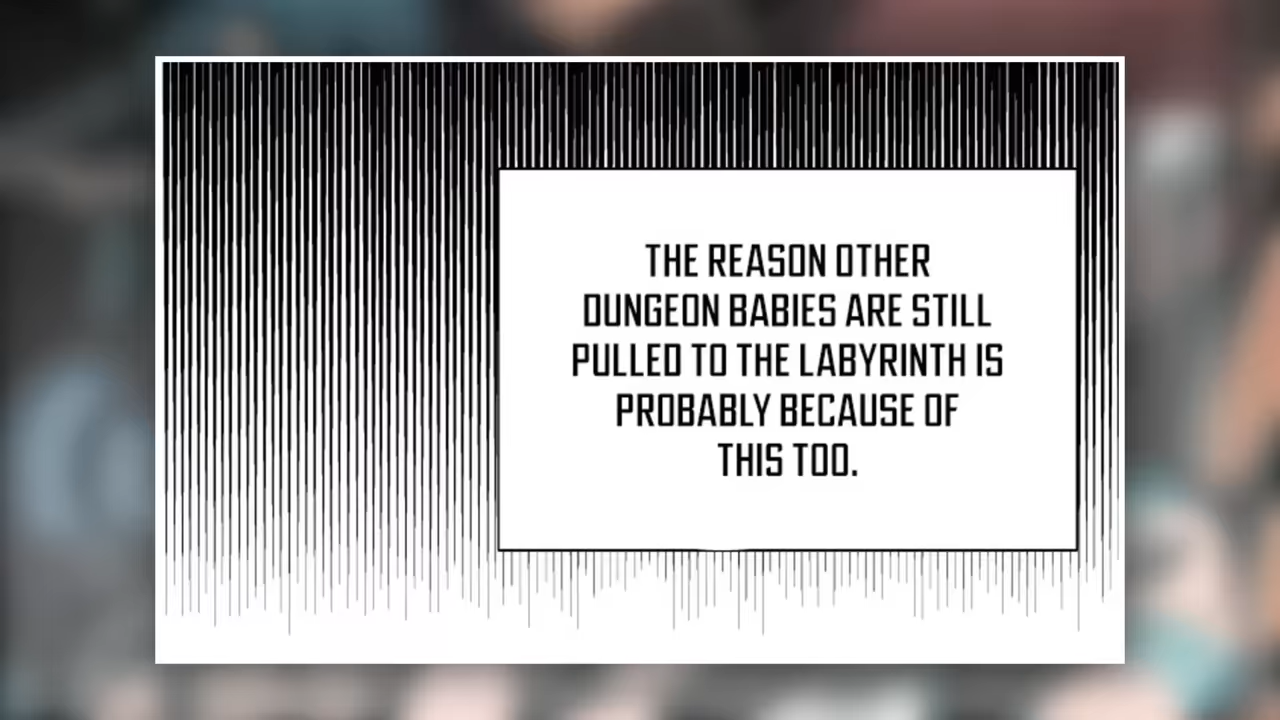 THE REASON OTHER
DUNGEON BABIES ARE STILL
PULLED TO THE LABYRINTH IS
PROBABLY BECAUSE OF
THIS TOO.